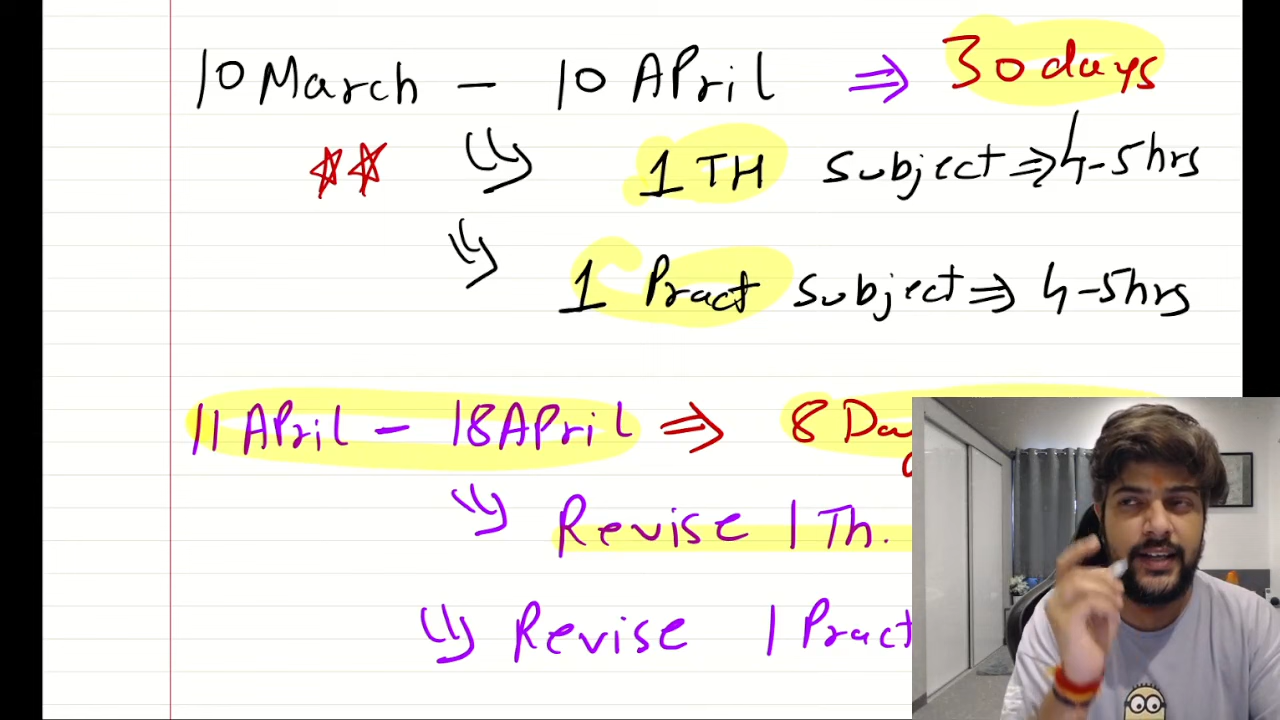 10 March - 10 APril ⇒ 30 days
1 TH Subject ⇒ 4-5hrs
1 Pract Subject ⇒ 4-5hrs
11 APril - 18 APril ⇒ 8 Day
Revise 1 Th.
Revise 1 Pract